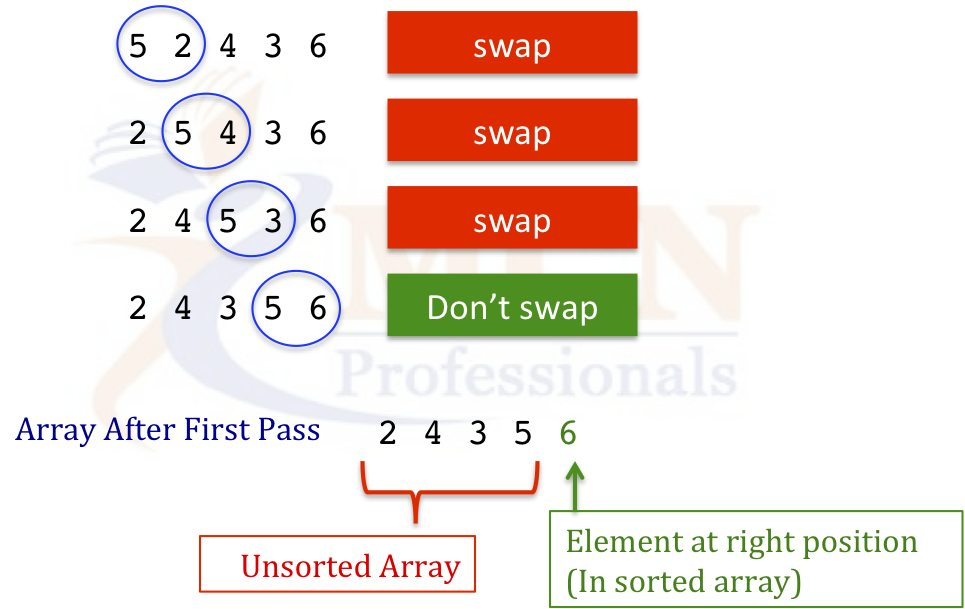 5 2 4 3 6 swap
2 5 4 3 6 swap
2 4 5 3 6 swap
2 4 3 5 6 Don’t swap
Professionals
Array After First Pass 2 4 3 5 6
Unsorted Array
Element at right position
(In sorted array)